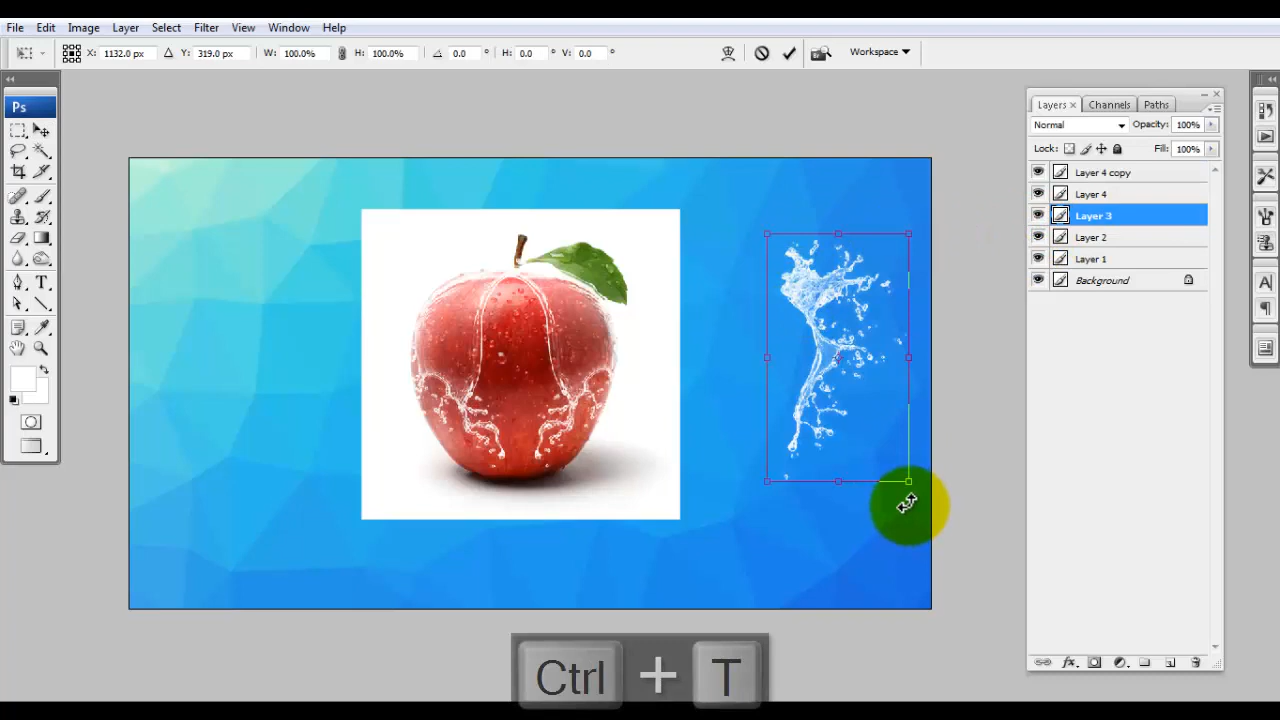 File Edit Image Layer Select Filter View Window Help
X: 1132.0 px Y: 319.0 px W: 100.0% H: 100.0% 0.0 ° H: 0.0 ° V: 0.0 ° Workspace
Ps
Layers x Channels Paths
Normal Opacity: 100%
Lock: Fill: 100%
Layer 4 copy
Layer 4
Layer 3
Layer 2
Layer 1
Background
Ctrl + T